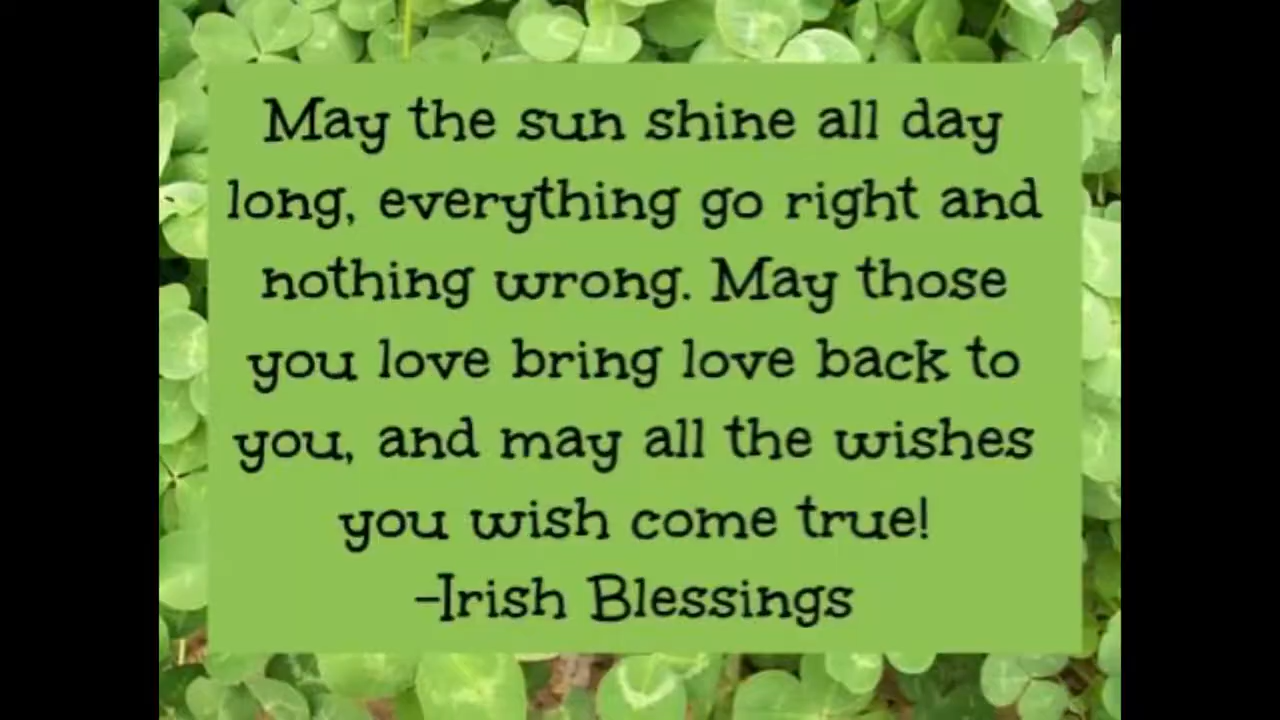 May the sun shine all day
long, everything go right and
nothing wrong. May those
you love bring love back to
you, and may all the wishes
you wish come true!
-Irish Blessings